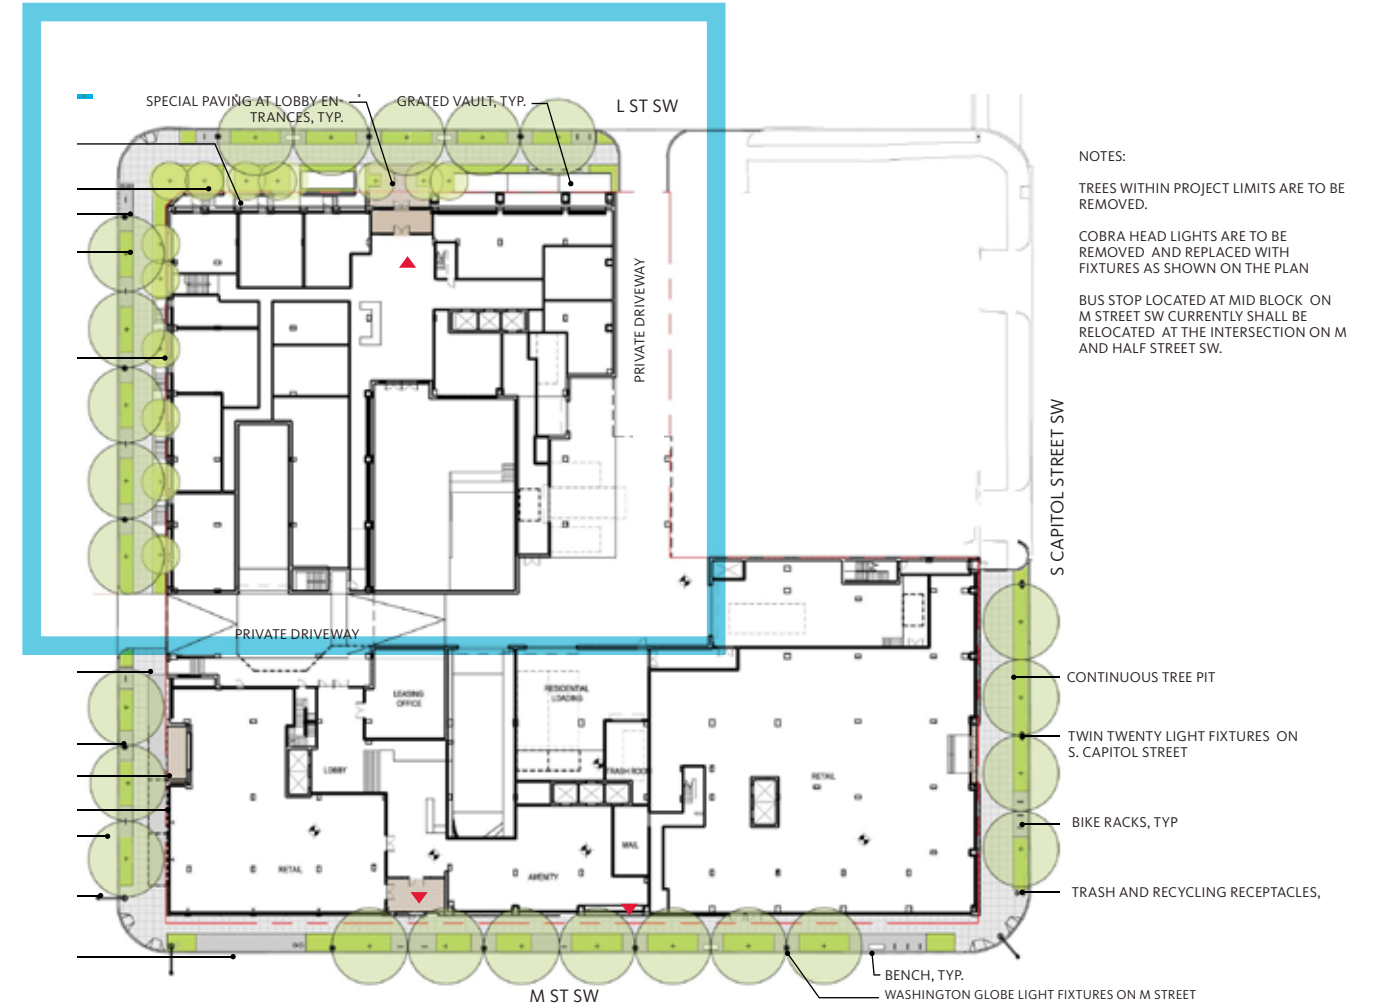 SPECIAL PAVING AT LOBBY EN-
TRANCES, TYP.
GRATED VAULT, TYP.
L ST SW
NOTES:
TREES WITHIN PROJECT LIMITS ARE TO BE
REMOVED.
COBRA HEAD LIGHTS ARE TO BE
REMOVED AND REPLACED WITH
FIXTURES AS SHOWN ON THE PLAN
BUS STOP LOCATED AT MID BLOCK ON
M STREET SW CURRENTLY SHALL BE
RELOCATED AT THE INTERSECTION ON M
AND HALF STREET SW.
PRIVATE DRIVEWAY
S CAPITOL STREET SW
PRIVATE DRIVEWAY
LEASING
OFFICE
RESIDENTIAL
LOADING
LOBBY
TRASH ROOM
RETAIL
MAIL
RETAIL
AMENITY
CONTINUOUS TREE PIT
TWIN TWENTY LIGHT FIXTURES ON
S. CAPITOL STREET
BIKE RACKS, TYP
TRASH AND RECYCLING RECEPTACLES,
BENCH, TYP.
WASHINGTON GLOBE LIGHT FIXTURES ON M STREET
M ST SW